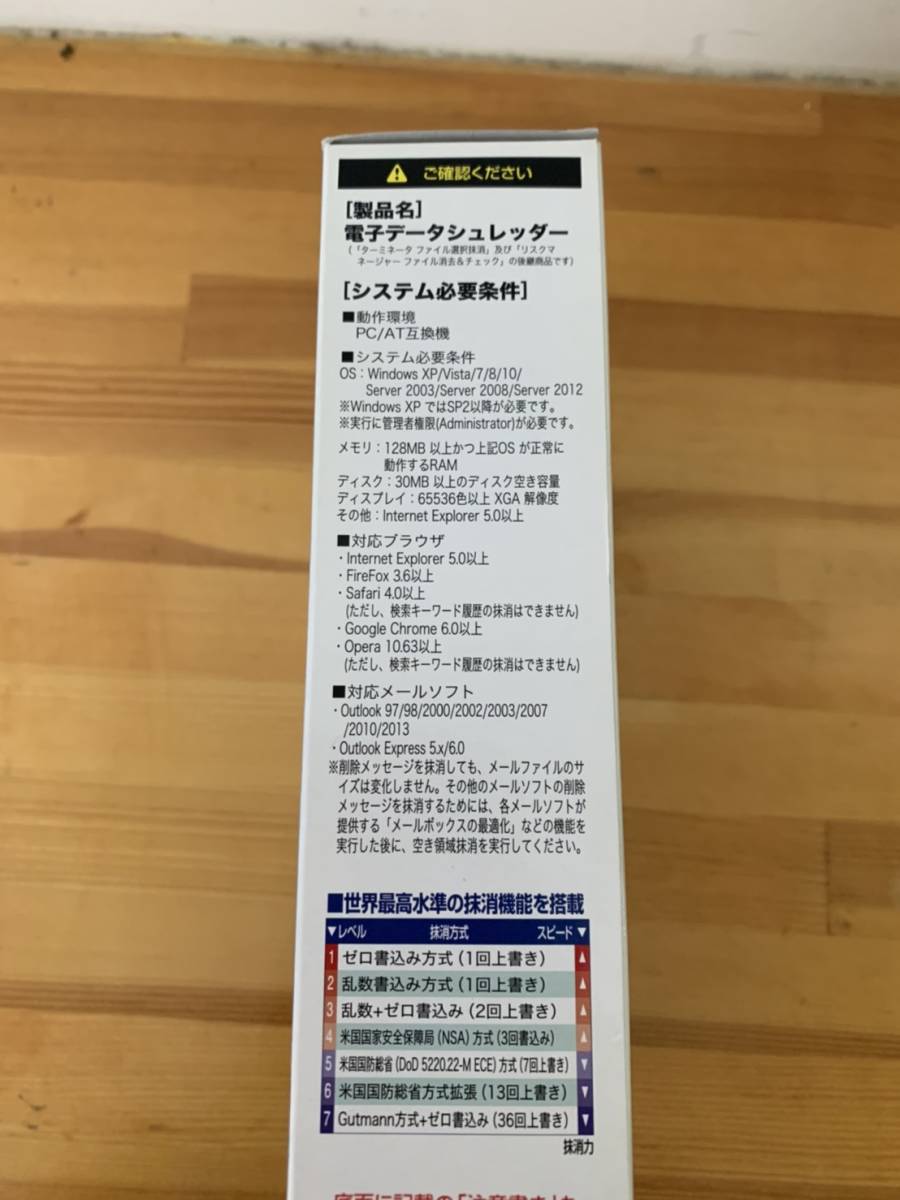 ⚠ ご確認ください
[製品名]
電子データシュレッダー
(「ターミネータ ファイル選択抹消」及び「リスクマ
ネージャー ファイル消去&チェック」の後継商品です)
[システム必要条件]
■動作環境
PC/AT互換機
■システム必要条件
OS:Windows XP/Vista/7/8/10/
Server 2003/Server 2008/Server 2012
※Windows XP ではSP2以降が必要です。
※実行に管理者権限(Administrator)が必要です。
メモリ:128MB 以上かつ上記OS が正常に
動作するRAM
ディスク:30MB 以上のディスク空き容量
ディスプレイ:65536色以上 XGA 解像度
その他:Internet Explorer 5.0以上
■対応ブラウザ
・Internet Explorer 5.0以上
・FireFox 3.6以上
・Safari 4.0以上
(ただし、検索キーワード履歴の抹消はできません)
・Google Chrome 6.0以上
・Opera 10.63以上
(ただし、検索キーワード履歴の抹消はできません)
■対応メールソフト
・Outlook 97/98/2000/2002/2003/2007
/2010/2013
・Outlook Express 5.x/6.0
※削除メッセージを抹消しても、メールファイルのサ
イズは変化しません。その他のメールソフトの削除
メッセージを抹消するためには、各メールソフトが
提供する「メールボックスの最適化」などの機能を
実行した後に、空き領域抹消を実行してください。
■世界最高水準の抹消機能を搭載
▼レベル 抹消方式 スピード▼
1 ゼロ書込み方式(1回上書き) ▲
2 乱数書込み方式(1回上書き) ▲
3 乱数+ゼロ書込み(2回上書き) ▲
4 米国国家安全保障局(NSA)方式(3回書込み) ▲
5 米国国防総省(DoD 5220.22-M ECE)方式(7回上書き) ▼
6 米国国防総省方式拡張(13回上書き) ▼
7 Gutmann方式+ゼロ書込み(36回上書き) ▼
抹消力
底面に記載の「注意書き」を